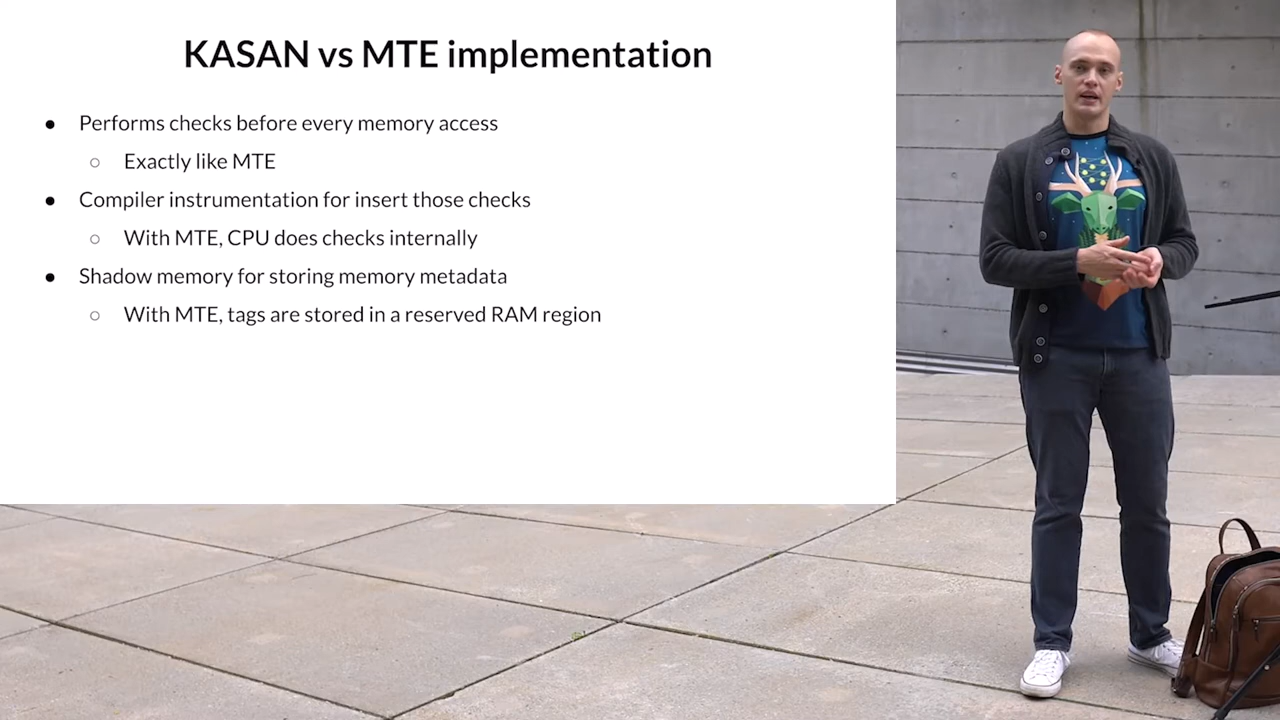 KASAN vs MTE implementation
● Performs checks before every memory access
○ Exactly like MTE
● Compiler instrumentation for insert those checks
○ With MTE, CPU does checks internally
● Shadow memory for storing memory metadata
○ With MTE, tags are stored in a reserved RAM region